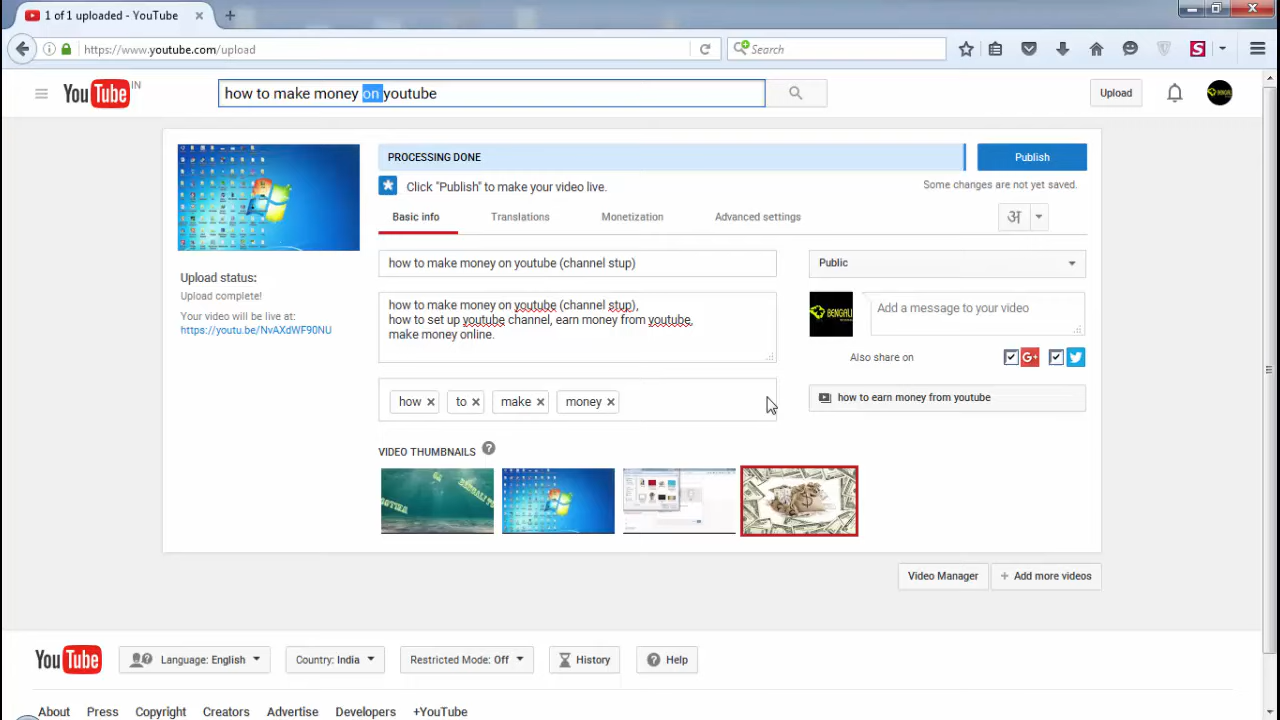 1 of 1 uploaded - YouTube
https://www.youtube.com/upload
Search
YouTube IN
how to make money on youtube
Upload
PROCESSING DONE
Publish
Click "Publish" to make your video live.
Some changes are not yet saved.
Basic info
Translations
Monetization
Advanced settings
अ
how to make money on youtube (channel stup)
Public
how to make money on youtube (channel stup),
how to set up youtube channel, earn money from youtube,
make money online.
BENGALI
Add a message to your video
Upload status:
Upload complete!
Your video will be live at:
https://youtu.be/NvAXdWF90NU
Also share on
G+
how to make money
how to earn money from youtube
VIDEO THUMBNAILS ?
Video Manager
+ Add more videos
YouTube
Language: English
Country: India
Restricted Mode: Off
History
Help
About Press Copyright Creators Advertise Developers +YouTube